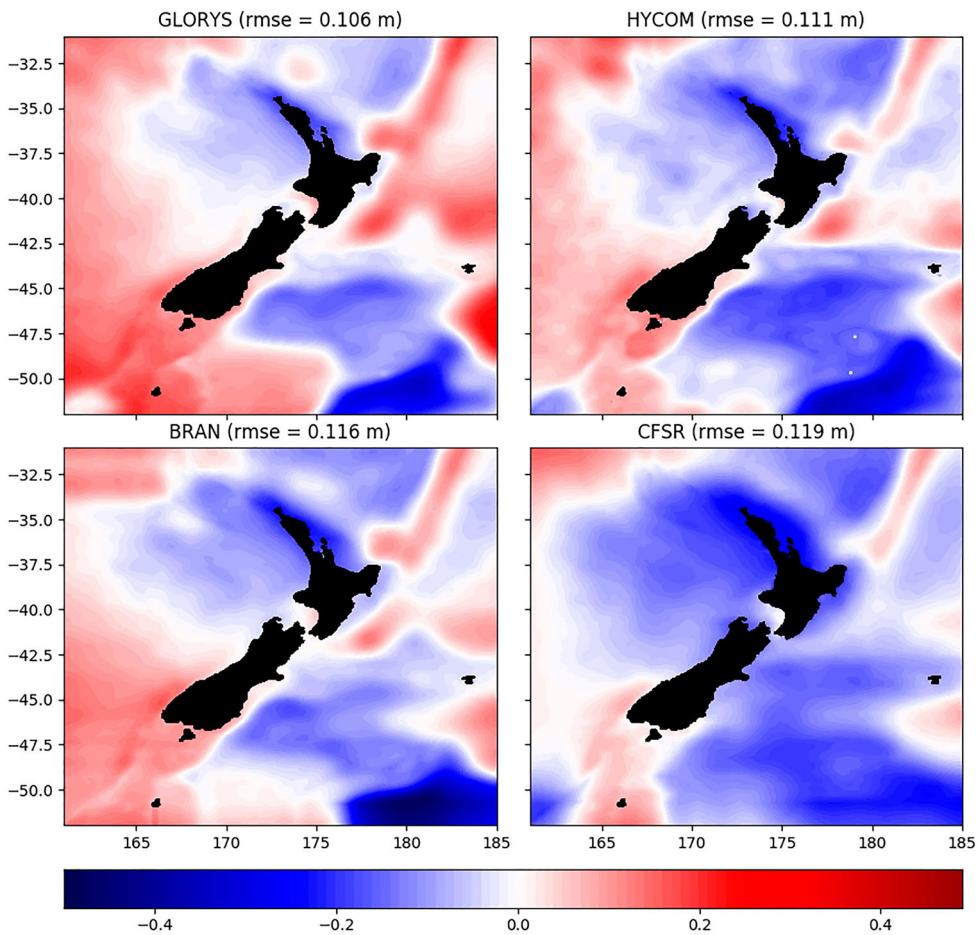 GLORYS (rmse = 0.106 m)
HYCOM (rmse = 0.111 m)
−32.5
−35.0
−37.5
−40.0
−42.5
−45.0
−47.5
−50.0
BRAN (rmse = 0.116 m)
CFSR (rmse = 0.119 m)
−32.5
−35.0
−37.5
−40.0
−42.5
−45.0
−47.5
−50.0
165 170 175 180 185
165 170 175 180 185
−0.4 −0.2 0.0 0.2 0.4